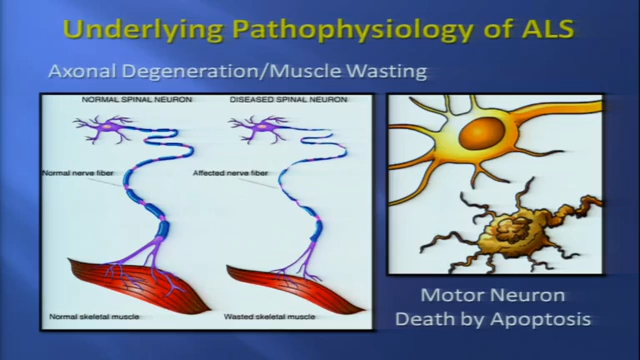 Underlying Pathophysiology of ALS
Axonal Degeneration/Muscle Wasting
NORMAL SPINAL NEURON
DISEASED SPINAL NEURON
Normal nerve fiber
Affected nerve fiber
Normal skeletal muscle
Wasted skeletal muscle
Motor Neuron
Death by Apoptosis